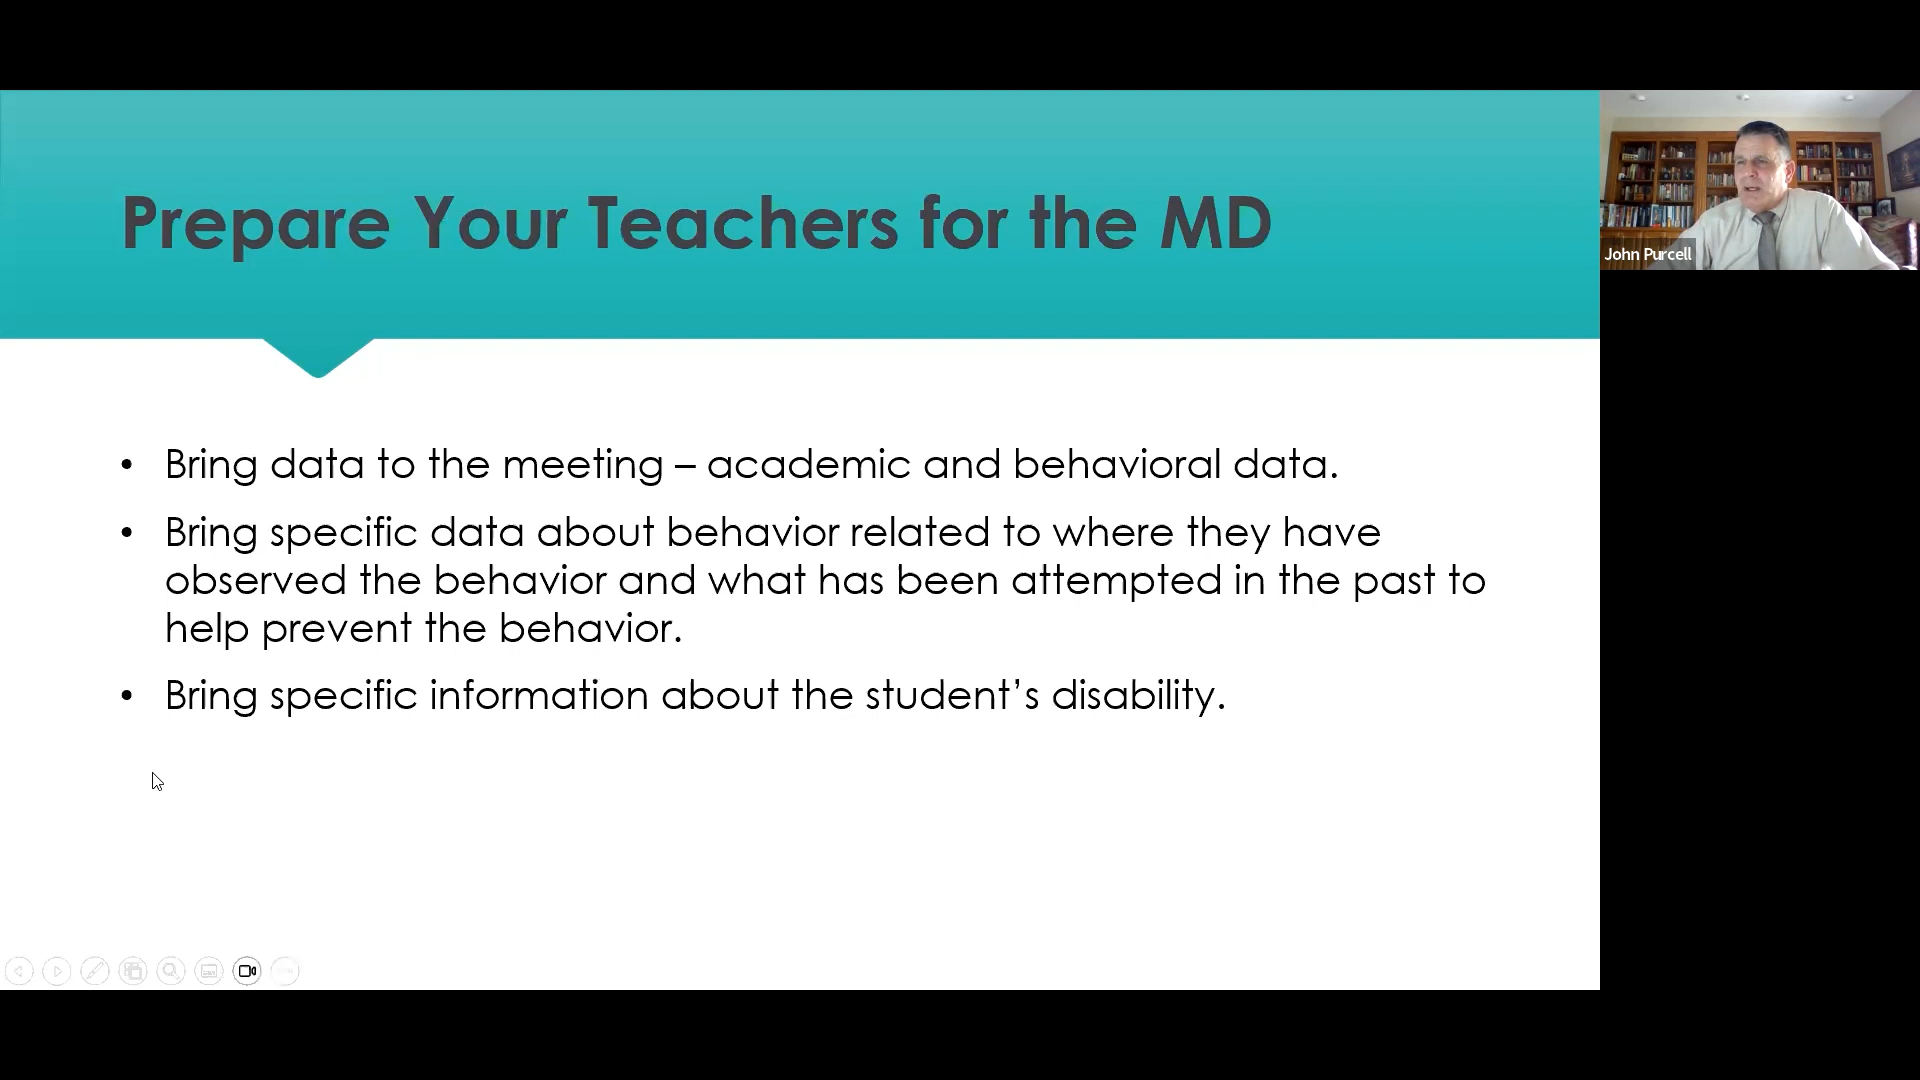 Prepare Your Teachers for the MD
John Purcell
• Bring data to the meeting – academic and behavioral data.
• Bring specific data about behavior related to where they have
observed the behavior and what has been attempted in the past to
help prevent the behavior.
• Bring specific information about the student’s disability.